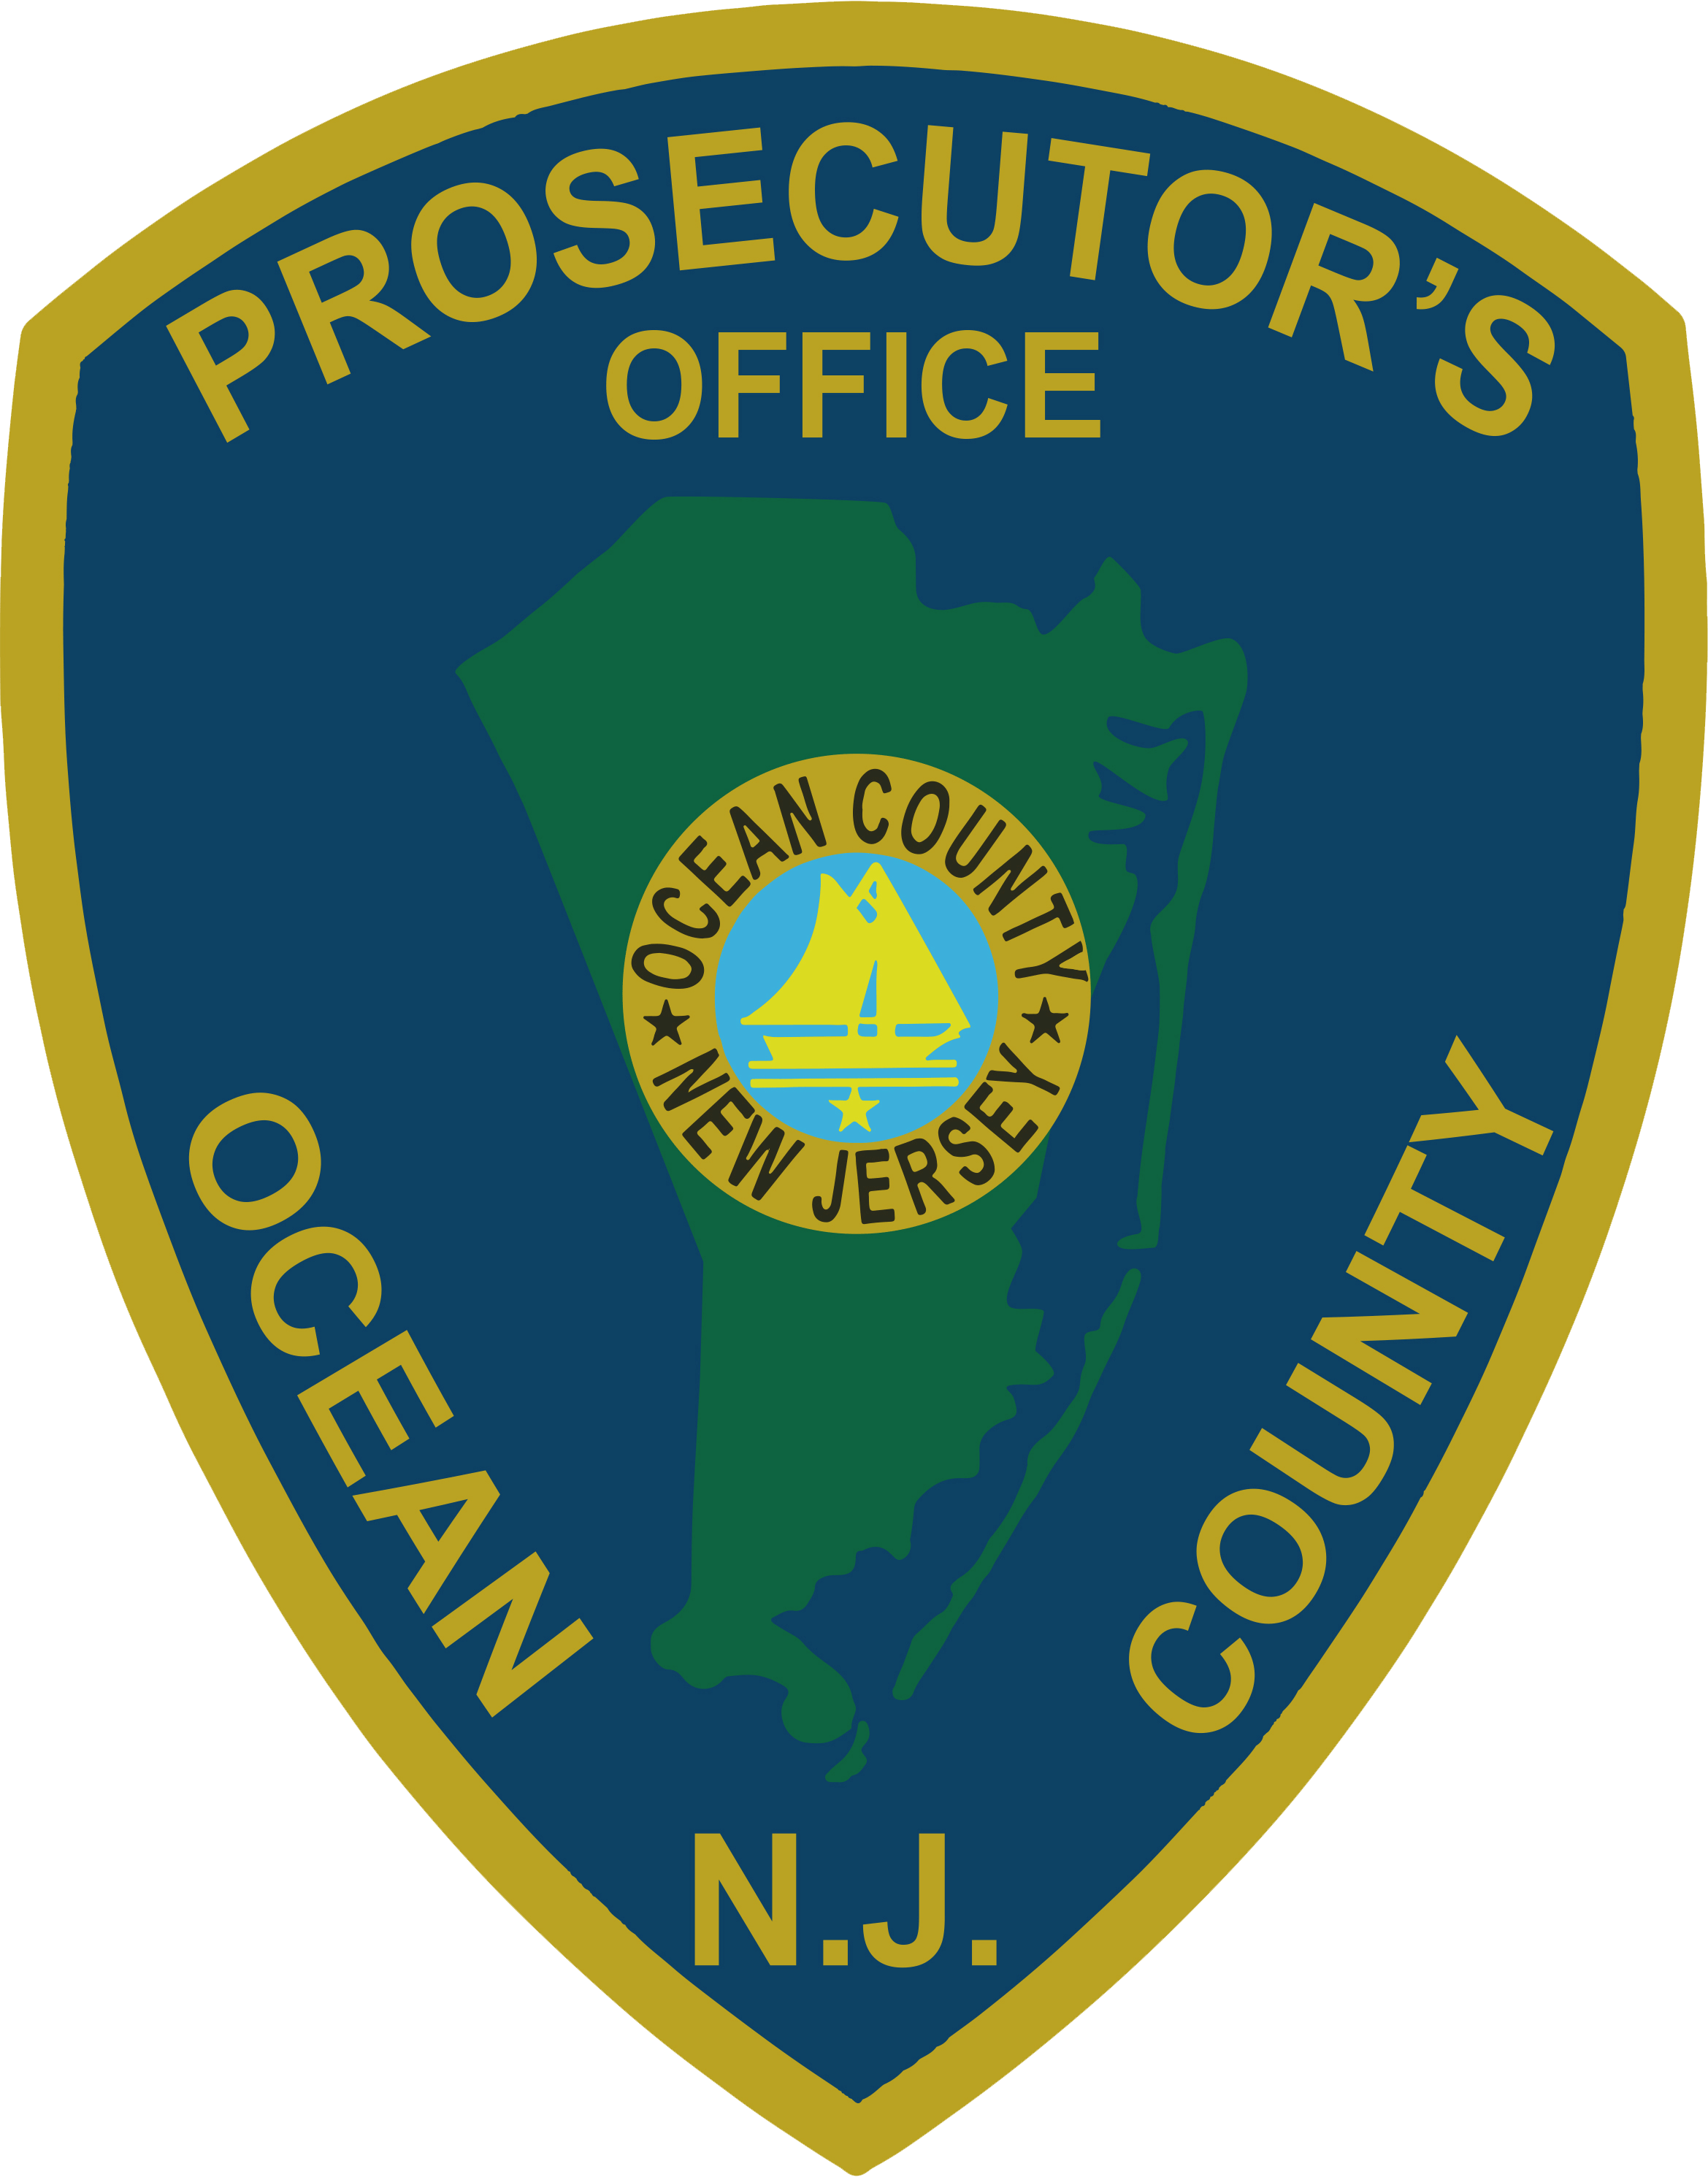 PROSECUTOR'S
OFFICE
OCEAN COUNTY
NEW JERSEY
OCEAN
COUNTY
N.J.